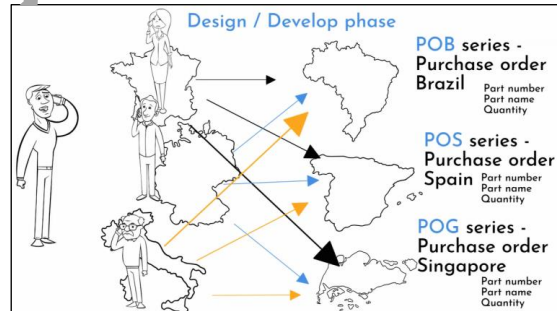 Design / Develop phase
POB series -
Purchase order
Brazil
Part number
Part name
Quantity
POS series -
Purchase order
Spain
Part number
Part name
Quantity
POG series -
Purchase order
Singapore
Part number
Part name
Quantity